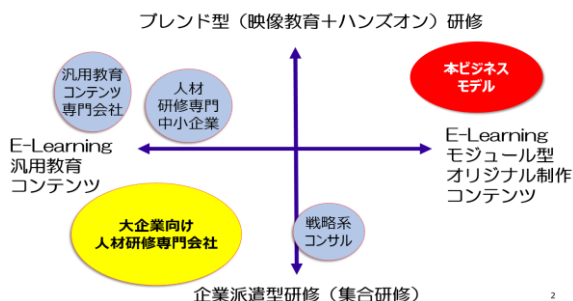 ブレンド型（映像教育＋ハンズオン）研修
汎用教育
コンテンツ
専門会社
人材
研修専門
中小企業
本ビジネス
モデル
E-Learning
汎用教育
コンテンツ
E-Learning
モジュール型
オリジナル制作
コンテンツ
大企業向け
人材研修専門会社
戦略系
コンサル
企業派遣型研修（集合研修）
2